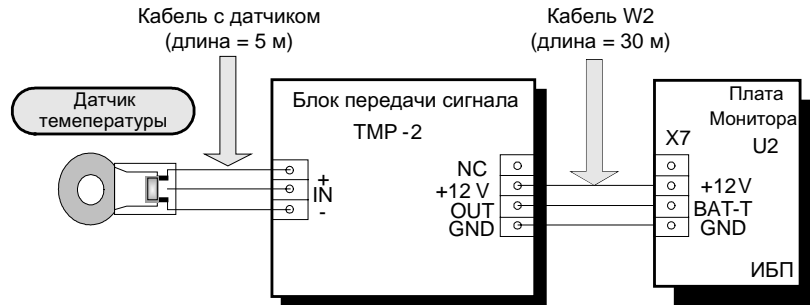 Кабель с датчиком
(длина = 5 м)
Кабель W2
(длина = 30 м)
Датчик
темепературы
Блок передачи сигнала
TMP -2
+
IN
-
NC
+12 V
OUT
GND
Плата
Монитора
U2
X7
+12V
BAT-T
GND
ИБП